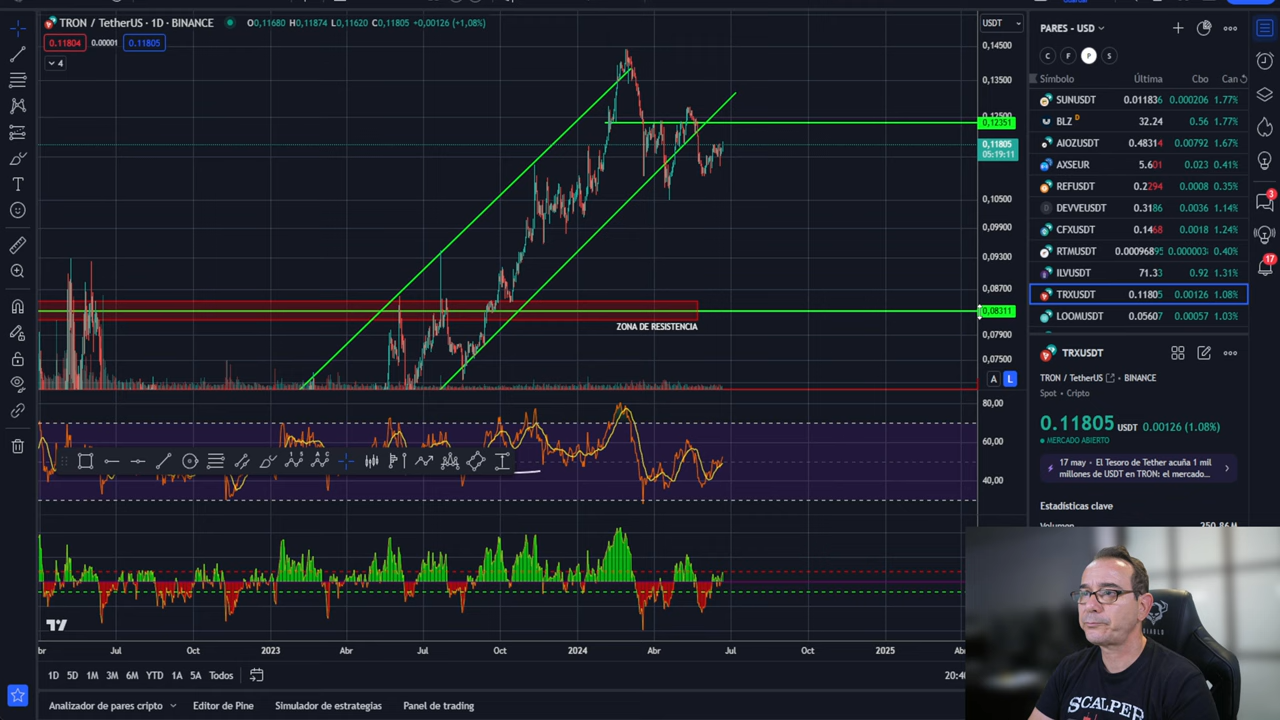 TRON / TetherUS · 1D · BINANCE
O0,11680 H0,11874 L0,11620 C0,11805 +0,00126 (+1,08%)
0,11804
0.00001
0,11805
4
USDT
0,14500
0,13500
0,12351
0,11805
05:19:11
0,10500
0,09900
0,09300
0,08700
0,08311
0,07900
0,07500
ZONA DE RESISTENCIA
A L
80,00
60,00
40,00
Jul
Oct
2023
Abr
Jul
Oct
2024
Abr
Jul
Oct
2025
1D 5D 1M 3M 6M YTD 1A 5A Todos
Analizador de pares cripto
Editor de Pine
Simulador de estrategias
Panel de trading
PARES - USD
C F P S
Símbolo Última Cbo
SUNUSDT 0.011836 0.000206 1.77%
BLZ D 32.24 0.56 1.77%
AIOZUSDT 0.48314 0.00792 1.67%
AXSEUR 5.601 0.023 0.41%
REFUSDT 0.2294 0.0008 0.35%
DEVVEUSDT 0.3186 0.0036 1.14%
CFXUSDT 0.1468 0.0018 1.24%
RTMUSDT 0.00096895 0.000003 0.40%
ILVUSDT 71.33 0.92 1.31%
TRXUSDT 0.11805 0.00126 1.08%
LOOMUSDT 0.05607 0.00057 1.03%
TRXUSDT
TRON / TetherUS · BINANCE
Spot • Cripto
0.11805 USDT 0.00126 (1.08%)
MERCADO ABIERTO
17 may • El Tesoro de Tether acuña 1 mil
millones de USDT en TRON: el mercado...
Estadísticas clave
3
17
DIABLO
SCALPER